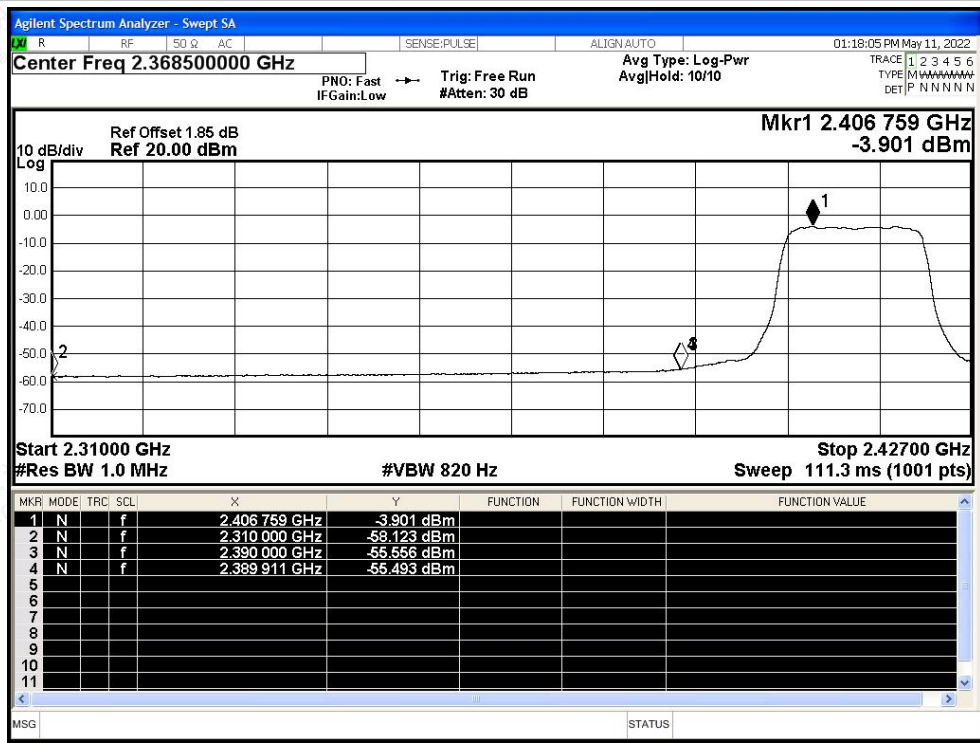 Agilent Spectrum Analyzer - Swept SA
LXI R RF 50 Ω AC SENSE:PULSE ALIGN AUTO 01:18:05 PM May 11, 2022
Center Freq 2.368500000 GHz Avg Type: Log-Pwr TRACE 1 2 3 4 5 6
PNO: Fast Trig: Free Run Avg|Hold: 10/10 TYPE M WWWWW
IFGain:Low #Atten: 30 dB DET P N N N N N
Mkr1 2.406 759 GHz
Ref Offset 1.85 dB
10 dB/div Ref 20.00 dBm -3.901 dBm
Log
10.0
1
0.00
-10.0
-20.0
-30.0
-40.0
-50.0 2
-60.0
-70.0
Start 2.31000 GHz Stop 2.42700 GHz
#Res BW 1.0 MHz #VBW 820 Hz Sweep 111.3 ms (1001 pts)
MKR MODE TRC SCL X Y FUNCTION FUNCTION WIDTH FUNCTION VALUE
1 N f 2.406 759 GHz -3.901 dBm
2 N f 2.310 000 GHz -58.123 dBm
3 N f 2.390 000 GHz -55.556 dBm
4 N f 2.389 911 GHz -55.493 dBm
5
6
7
8
9
10
11
MSG STATUS